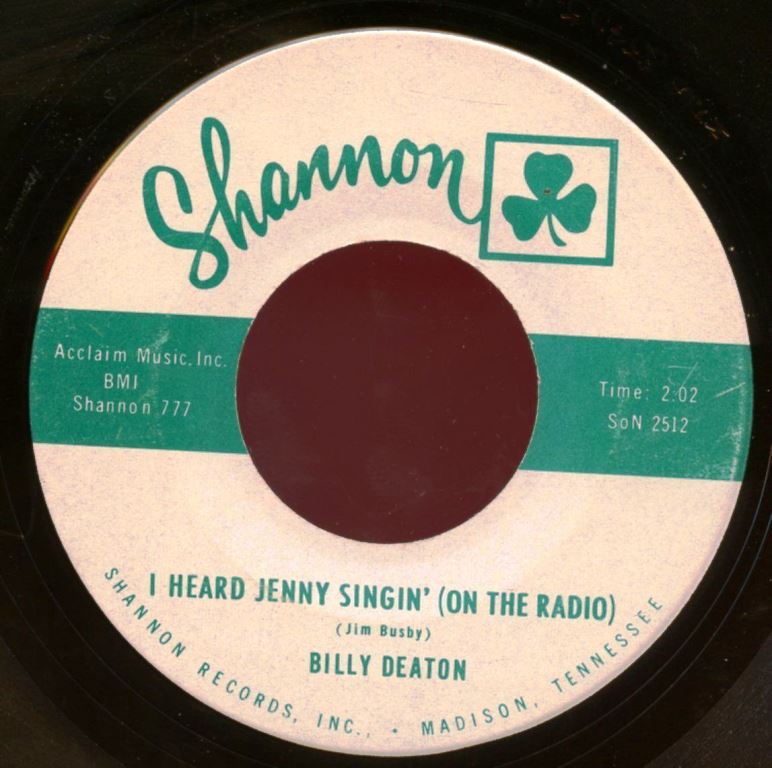 Shannon
Acclaim Music, Inc.
BMI
Shannon 777
Time: 2:02
SoN 2512
I HEARD JENNY SINGIN' (ON THE RADIO)
(Jim Busby)
BILLY DEATON
SHANNON RECORDS, INC., • MADISON, TENNESSEE